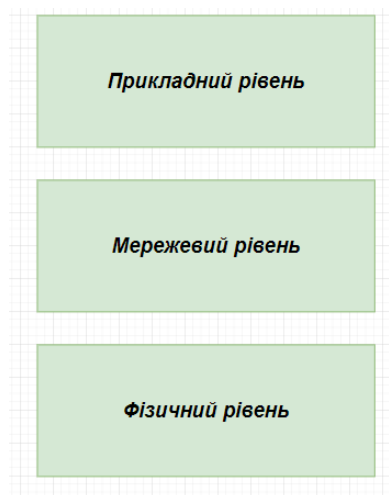 Прикладний рівень
Мережевий рівень
Фізичний рівень